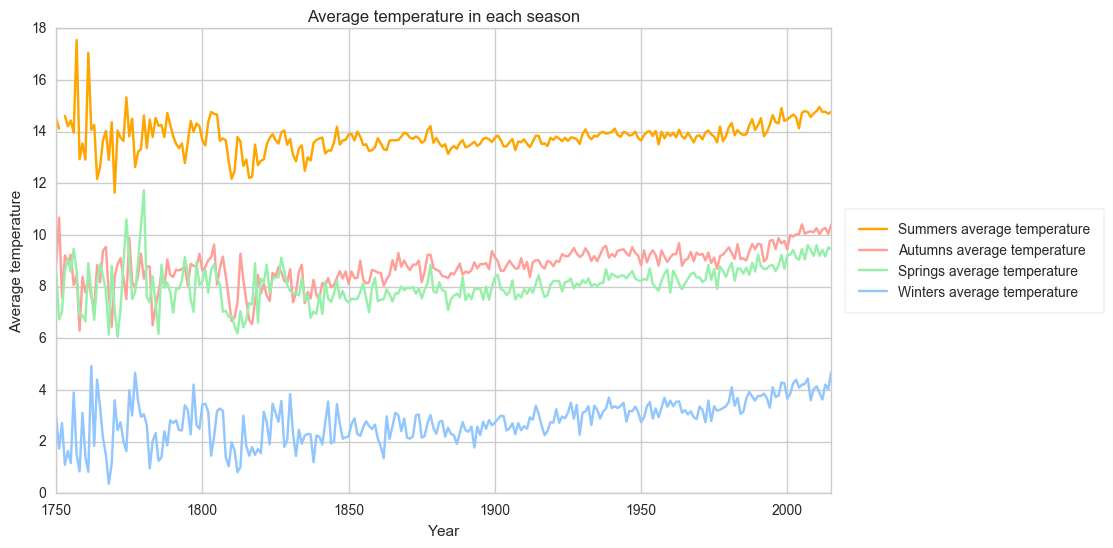 Average temperature in each season
18
16
14
12
10
8
6
4
2
0
Average temperature
1750
1800
1850
1900
1950
2000
Year
Summers average temperature
Autumns average temperature
Springs average temperature
Winters average temperature